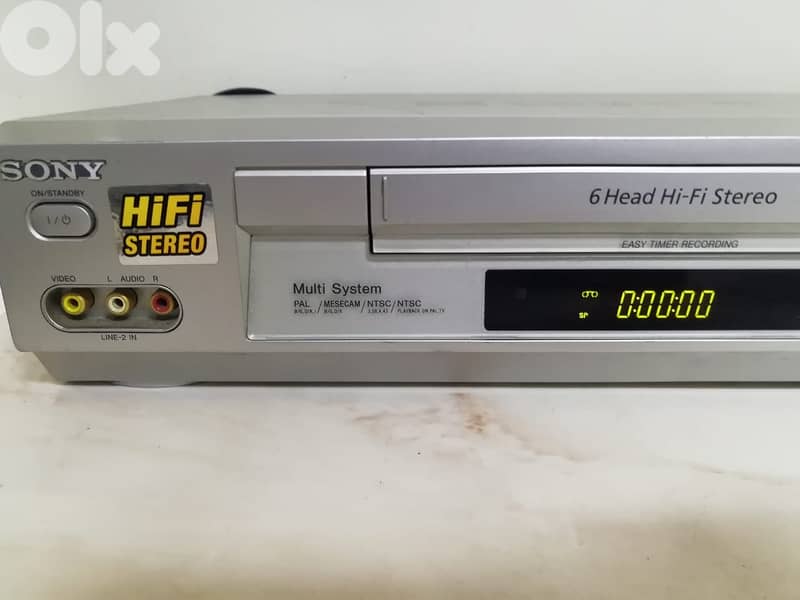 OLX
SONY
ON/STANDBY
I / ⏻
HiFi
STEREO
VIDEO L AUDIO R
LINE-2 IN
6 Head Hi-Fi Stereo
EASY TIMER RECORDING
Multi System
PAL / MESECAM / NTSC / NTSC
PLAYBACK ON PAL TV
SP 0:00:00